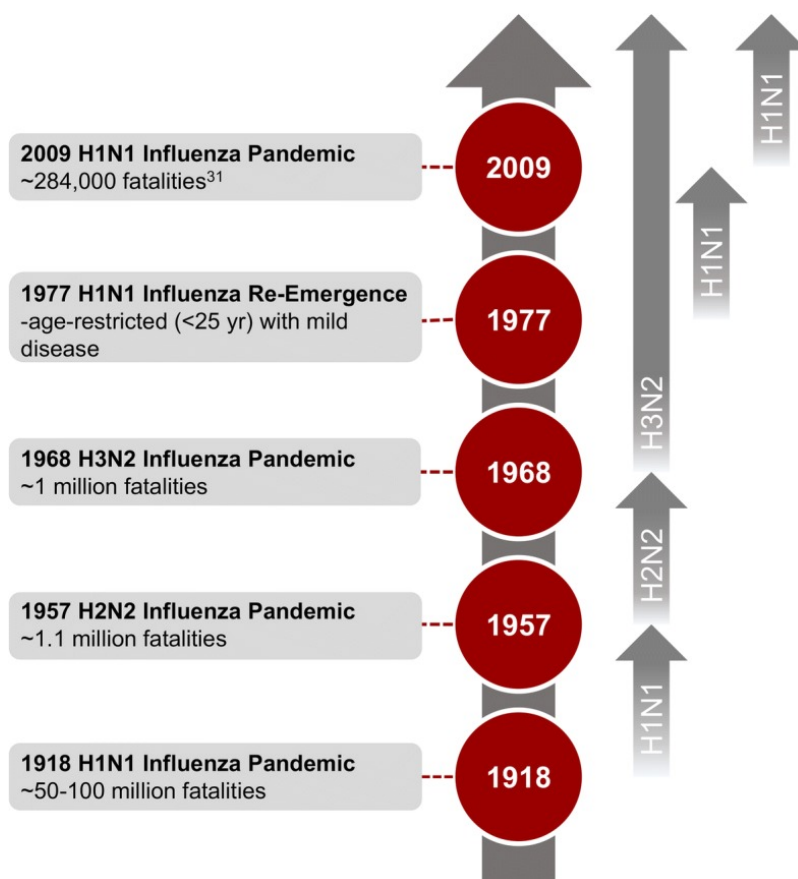 2009 H1N1 Influenza Pandemic
~284,000 fatalities³¹
2009
H1N1
1977 H1N1 Influenza Re-Emergence
-age-restricted (<25 yr) with mild
disease
1977
H1N1
H3N2
1968 H3N2 Influenza Pandemic
~1 million fatalities
1968
H2N2
1957 H2N2 Influenza Pandemic
~1.1 million fatalities
1957
H1N1
1918 H1N1 Influenza Pandemic
~50-100 million fatalities
1918